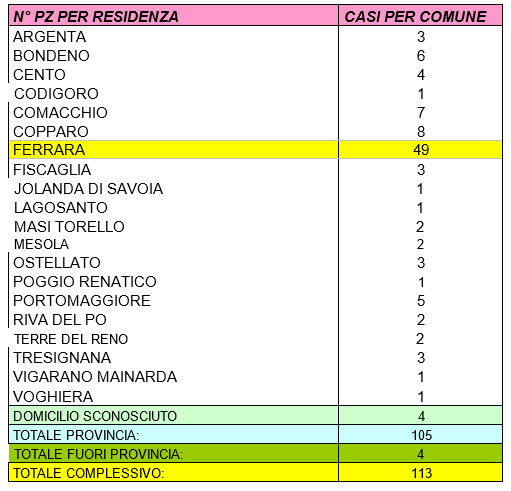 N° PZ PER RESIDENZA CASI PER COMUNE
ARGENTA 3
BONDENO 6
CENTO 4
CODIGORO 1
COMACCHIO 7
COPPARO 8
FERRARA 49
FISCAGLIA 3
JOLANDA DI SAVOIA 1
LAGOSANTO 1
MASI TORELLO 2
MESOLA 2
OSTELLATO 3
POGGIO RENATICO 1
PORTOMAGGIORE 5
RIVA DEL PO 2
TERRE DEL RENO 2
TRESIGNANA 3
VIGARANO MAINARDA 1
VOGHIERA 1
DOMICILIO SCONOSCIUTO 4
TOTALE PROVINCIA: 105
TOTALE FUORI PROVINCIA: 4
TOTALE COMPLESSIVO: 113